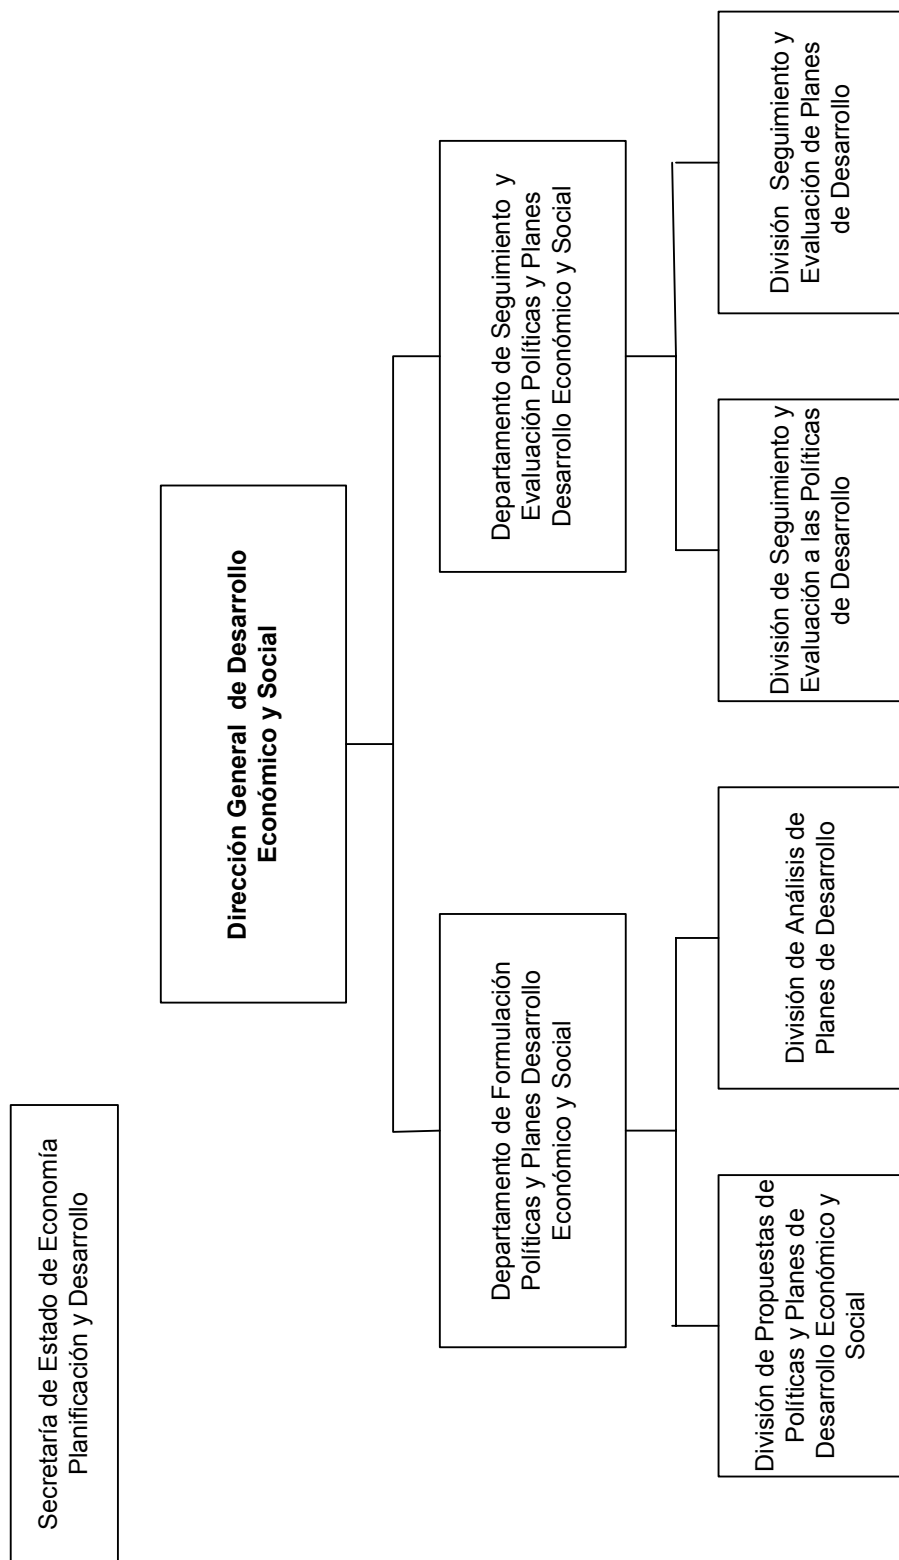 Secretaría de Estado de Economía
Planificación y Desarrollo
Dirección General de Desarrollo
Económico y Social
Departamento de Formulación
Políticas y Planes Desarrollo
Económico y Social
Departamento de Seguimiento y
Evaluación Políticas y Planes
Desarrollo Económico y Social
División de Propuestas de
Políticas y Planes de
Desarrollo Económico y
Social
División de Análisis de
Planes de Desarrollo
División de Seguimiento y
Evaluación a las Políticas
de Desarrollo
División Seguimiento y
Evaluación de Planes
de Desarrollo